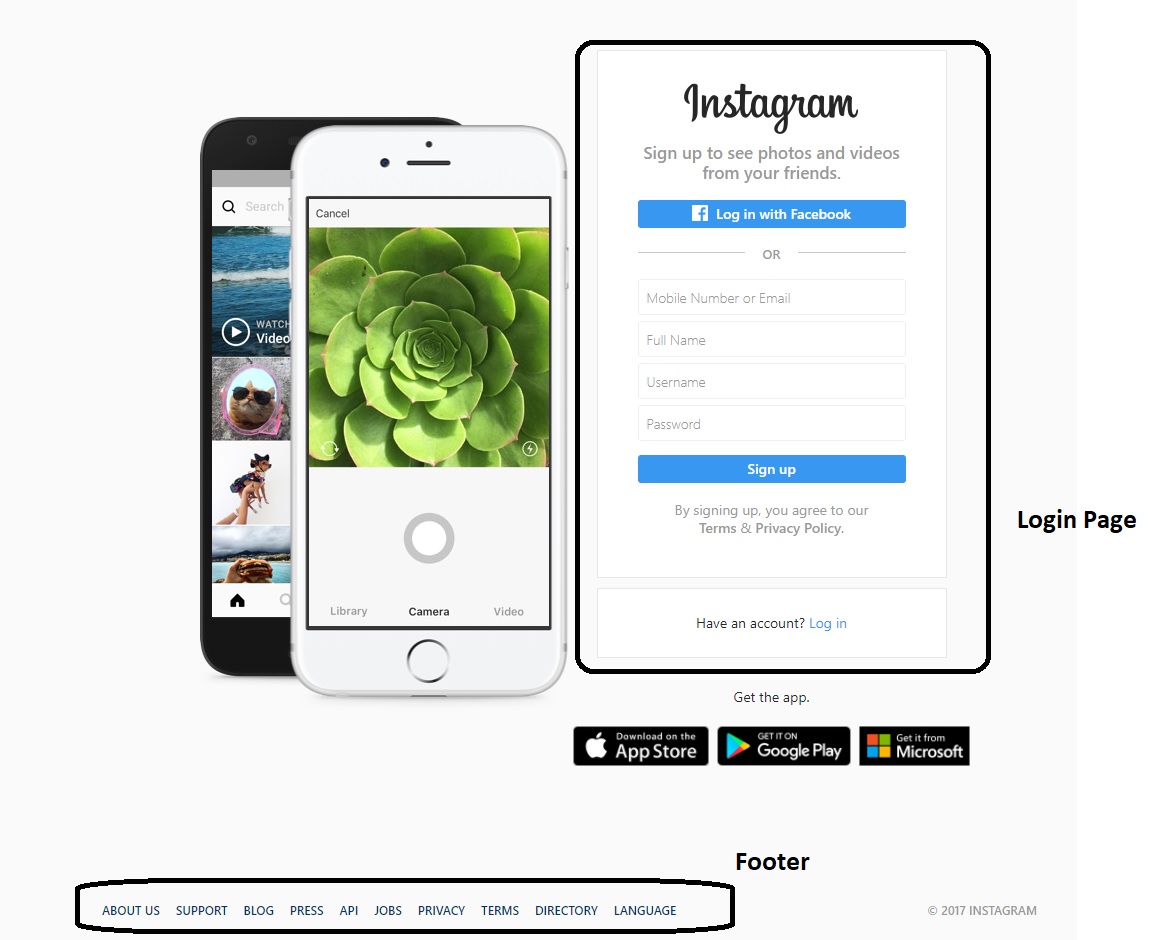 Instagram
Sign up to see photos and videos
from your friends.
Log in with Facebook
OR
Mobile Number or Email
Full Name
Username
Password
Sign up
By signing up, you agree to our
Terms & Privacy Policy.
Have an account? Log in
Login Page
Search
WATCH
Video
Cancel
Library Camera Video
Get the app.
Download on the
App Store
GET IT ON
Google Play
Get it from
Microsoft
Footer
ABOUT US SUPPORT BLOG PRESS API JOBS PRIVACY TERMS DIRECTORY LANGUAGE
© 2017 INSTAGRAM